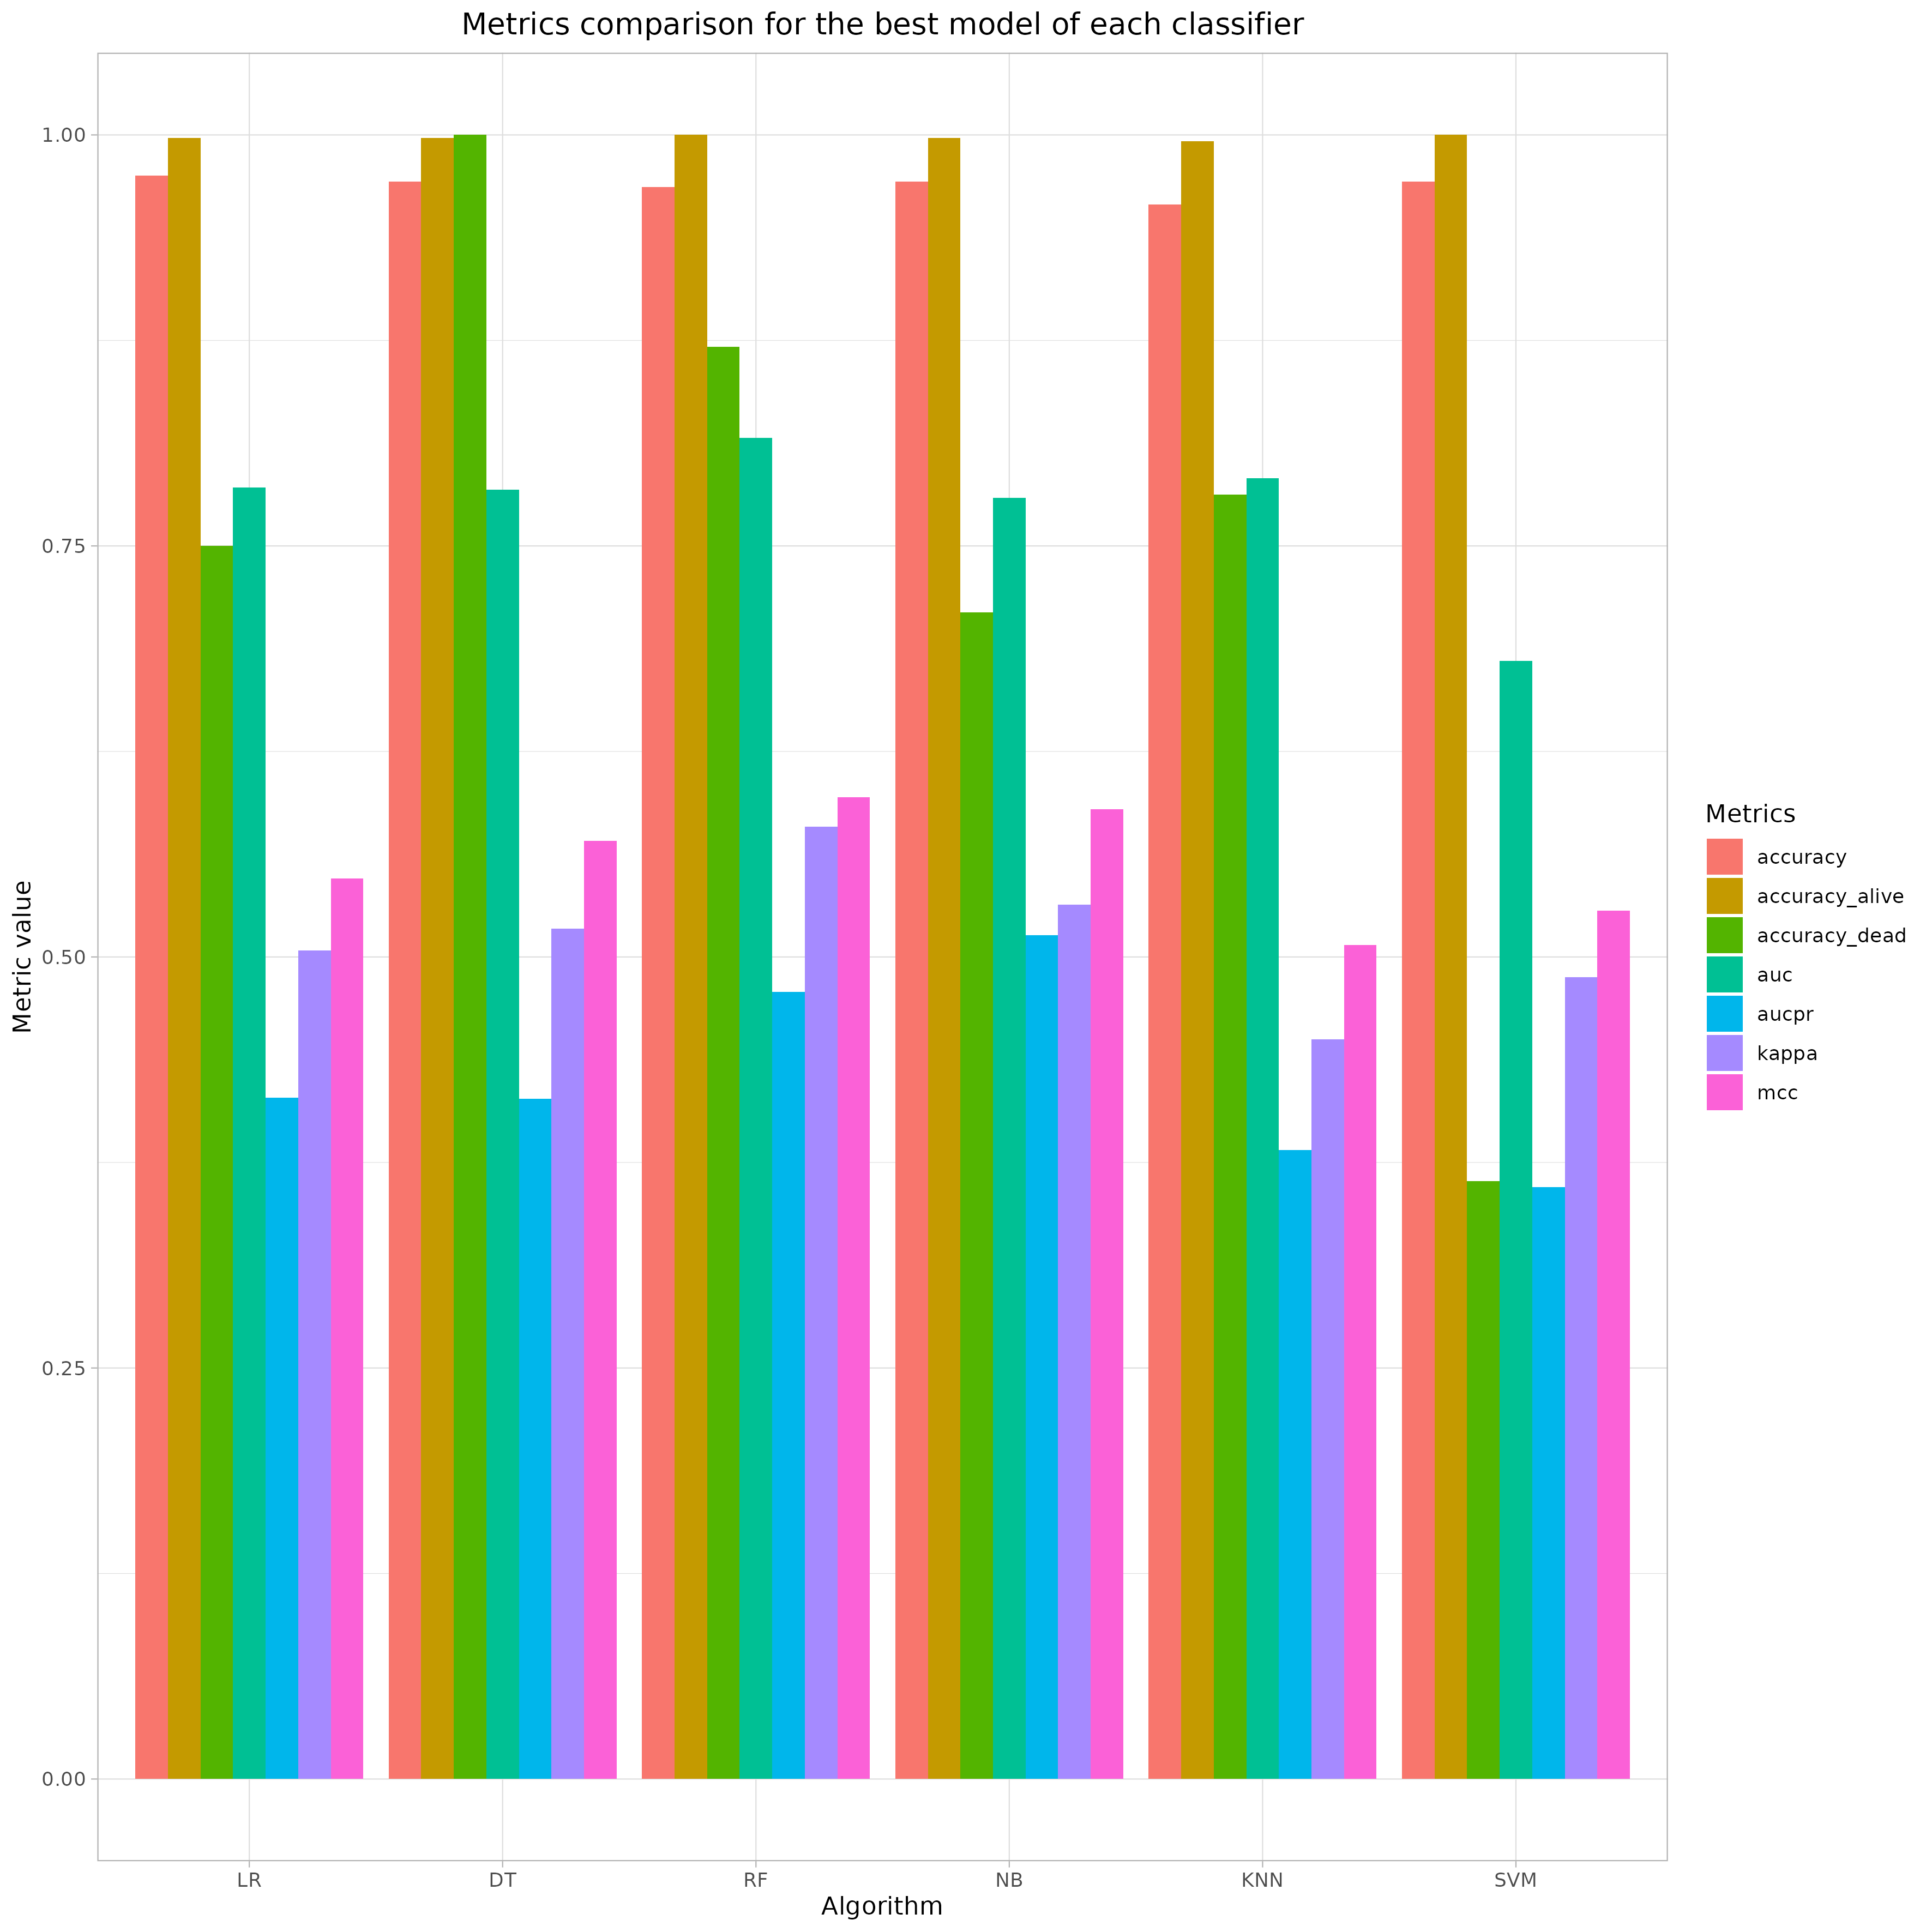 Metrics comparison for the best model of each classifier
Metric value
1.00
0.75
0.50
0.25
0.00
LR DT RF NB KNN SVM
Algorithm
Metrics
accuracy
accuracy_alive
accuracy_dead
auc
aucpr
kappa
mcc